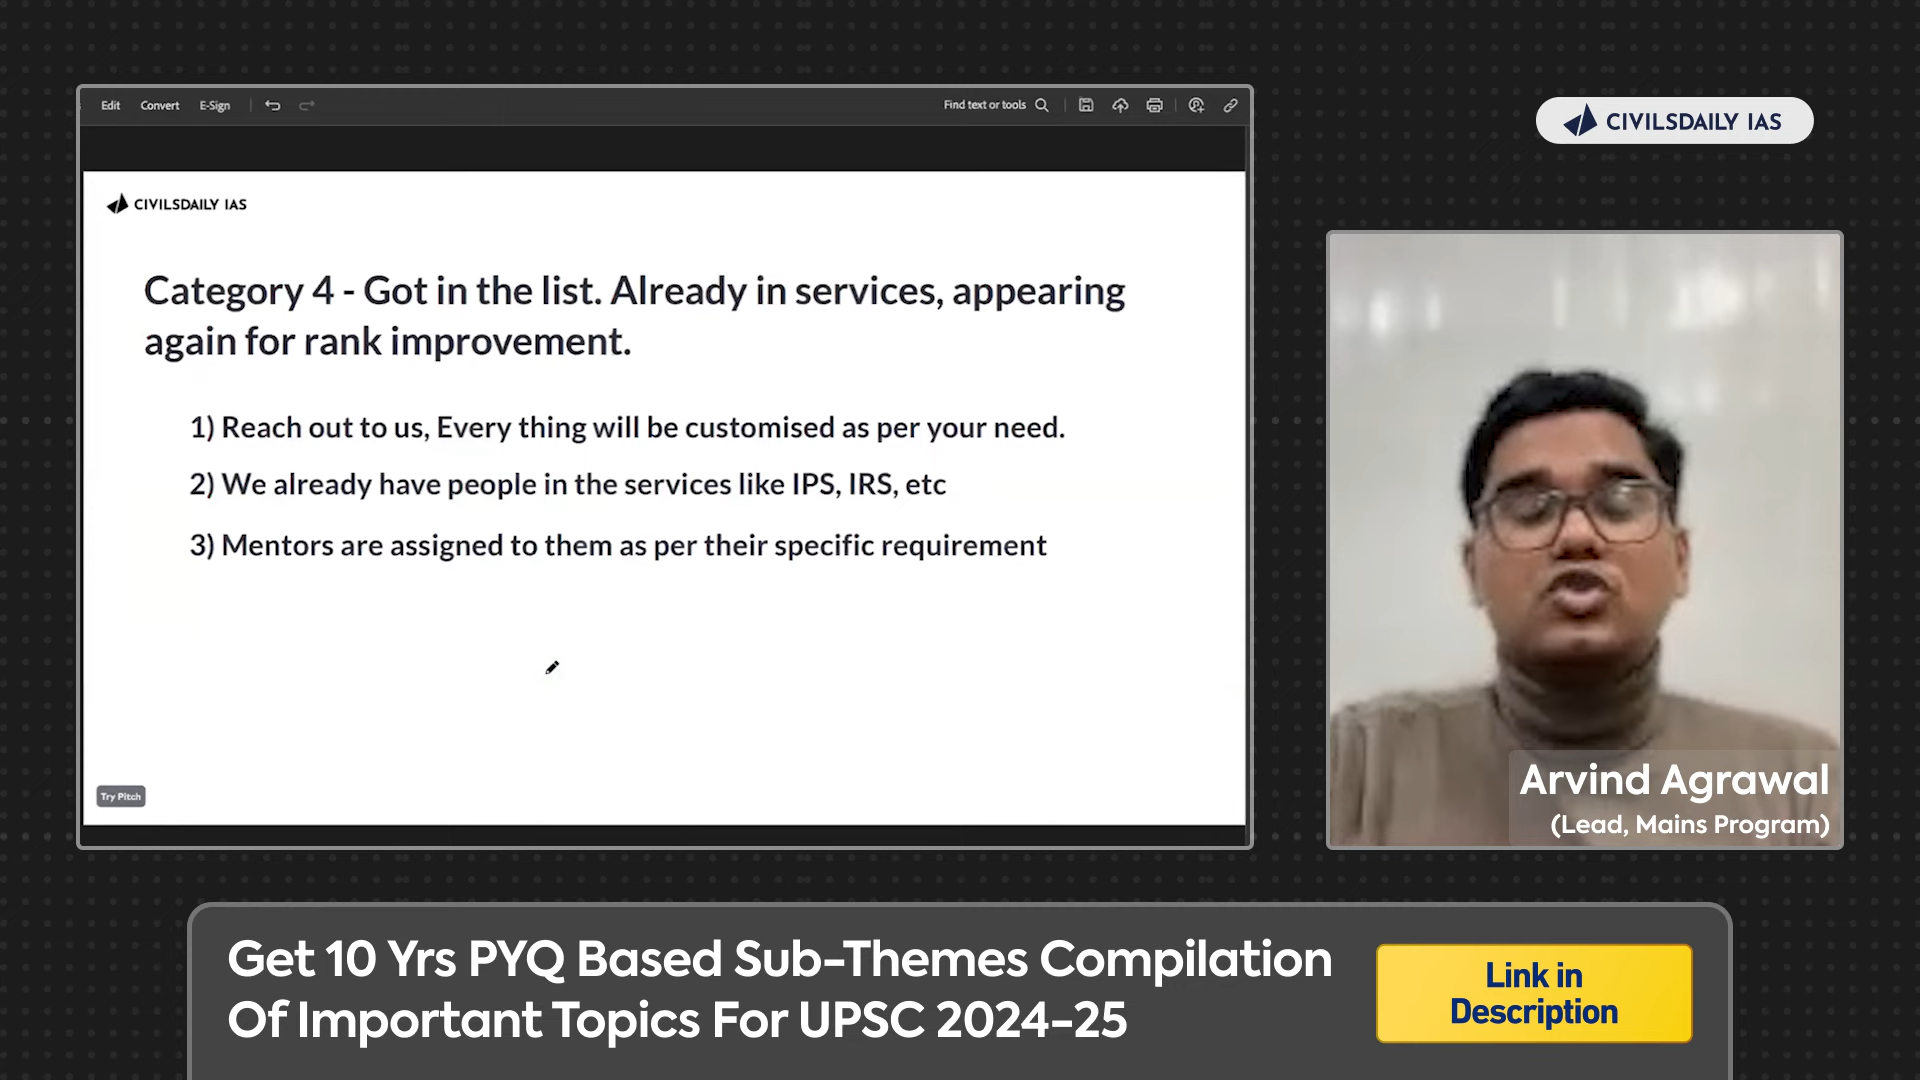 Edit Convert E-Sign Find text or tools
CIVILSDAILY IAS
CIVILSDAILY IAS
Category 4 - Got in the list. Already in services, appearing
again for rank improvement.
1) Reach out to us, Every thing will be customised as per your need.
2) We already have people in the services like IPS, IRS, etc
3) Mentors are assigned to them as per their specific requirement
Try Pitch
Arvind Agrawal
(Lead, Mains Program)
Get 10 Yrs PYQ Based Sub-Themes Compilation
Of Important Topics For UPSC 2024-25
Link in
Description